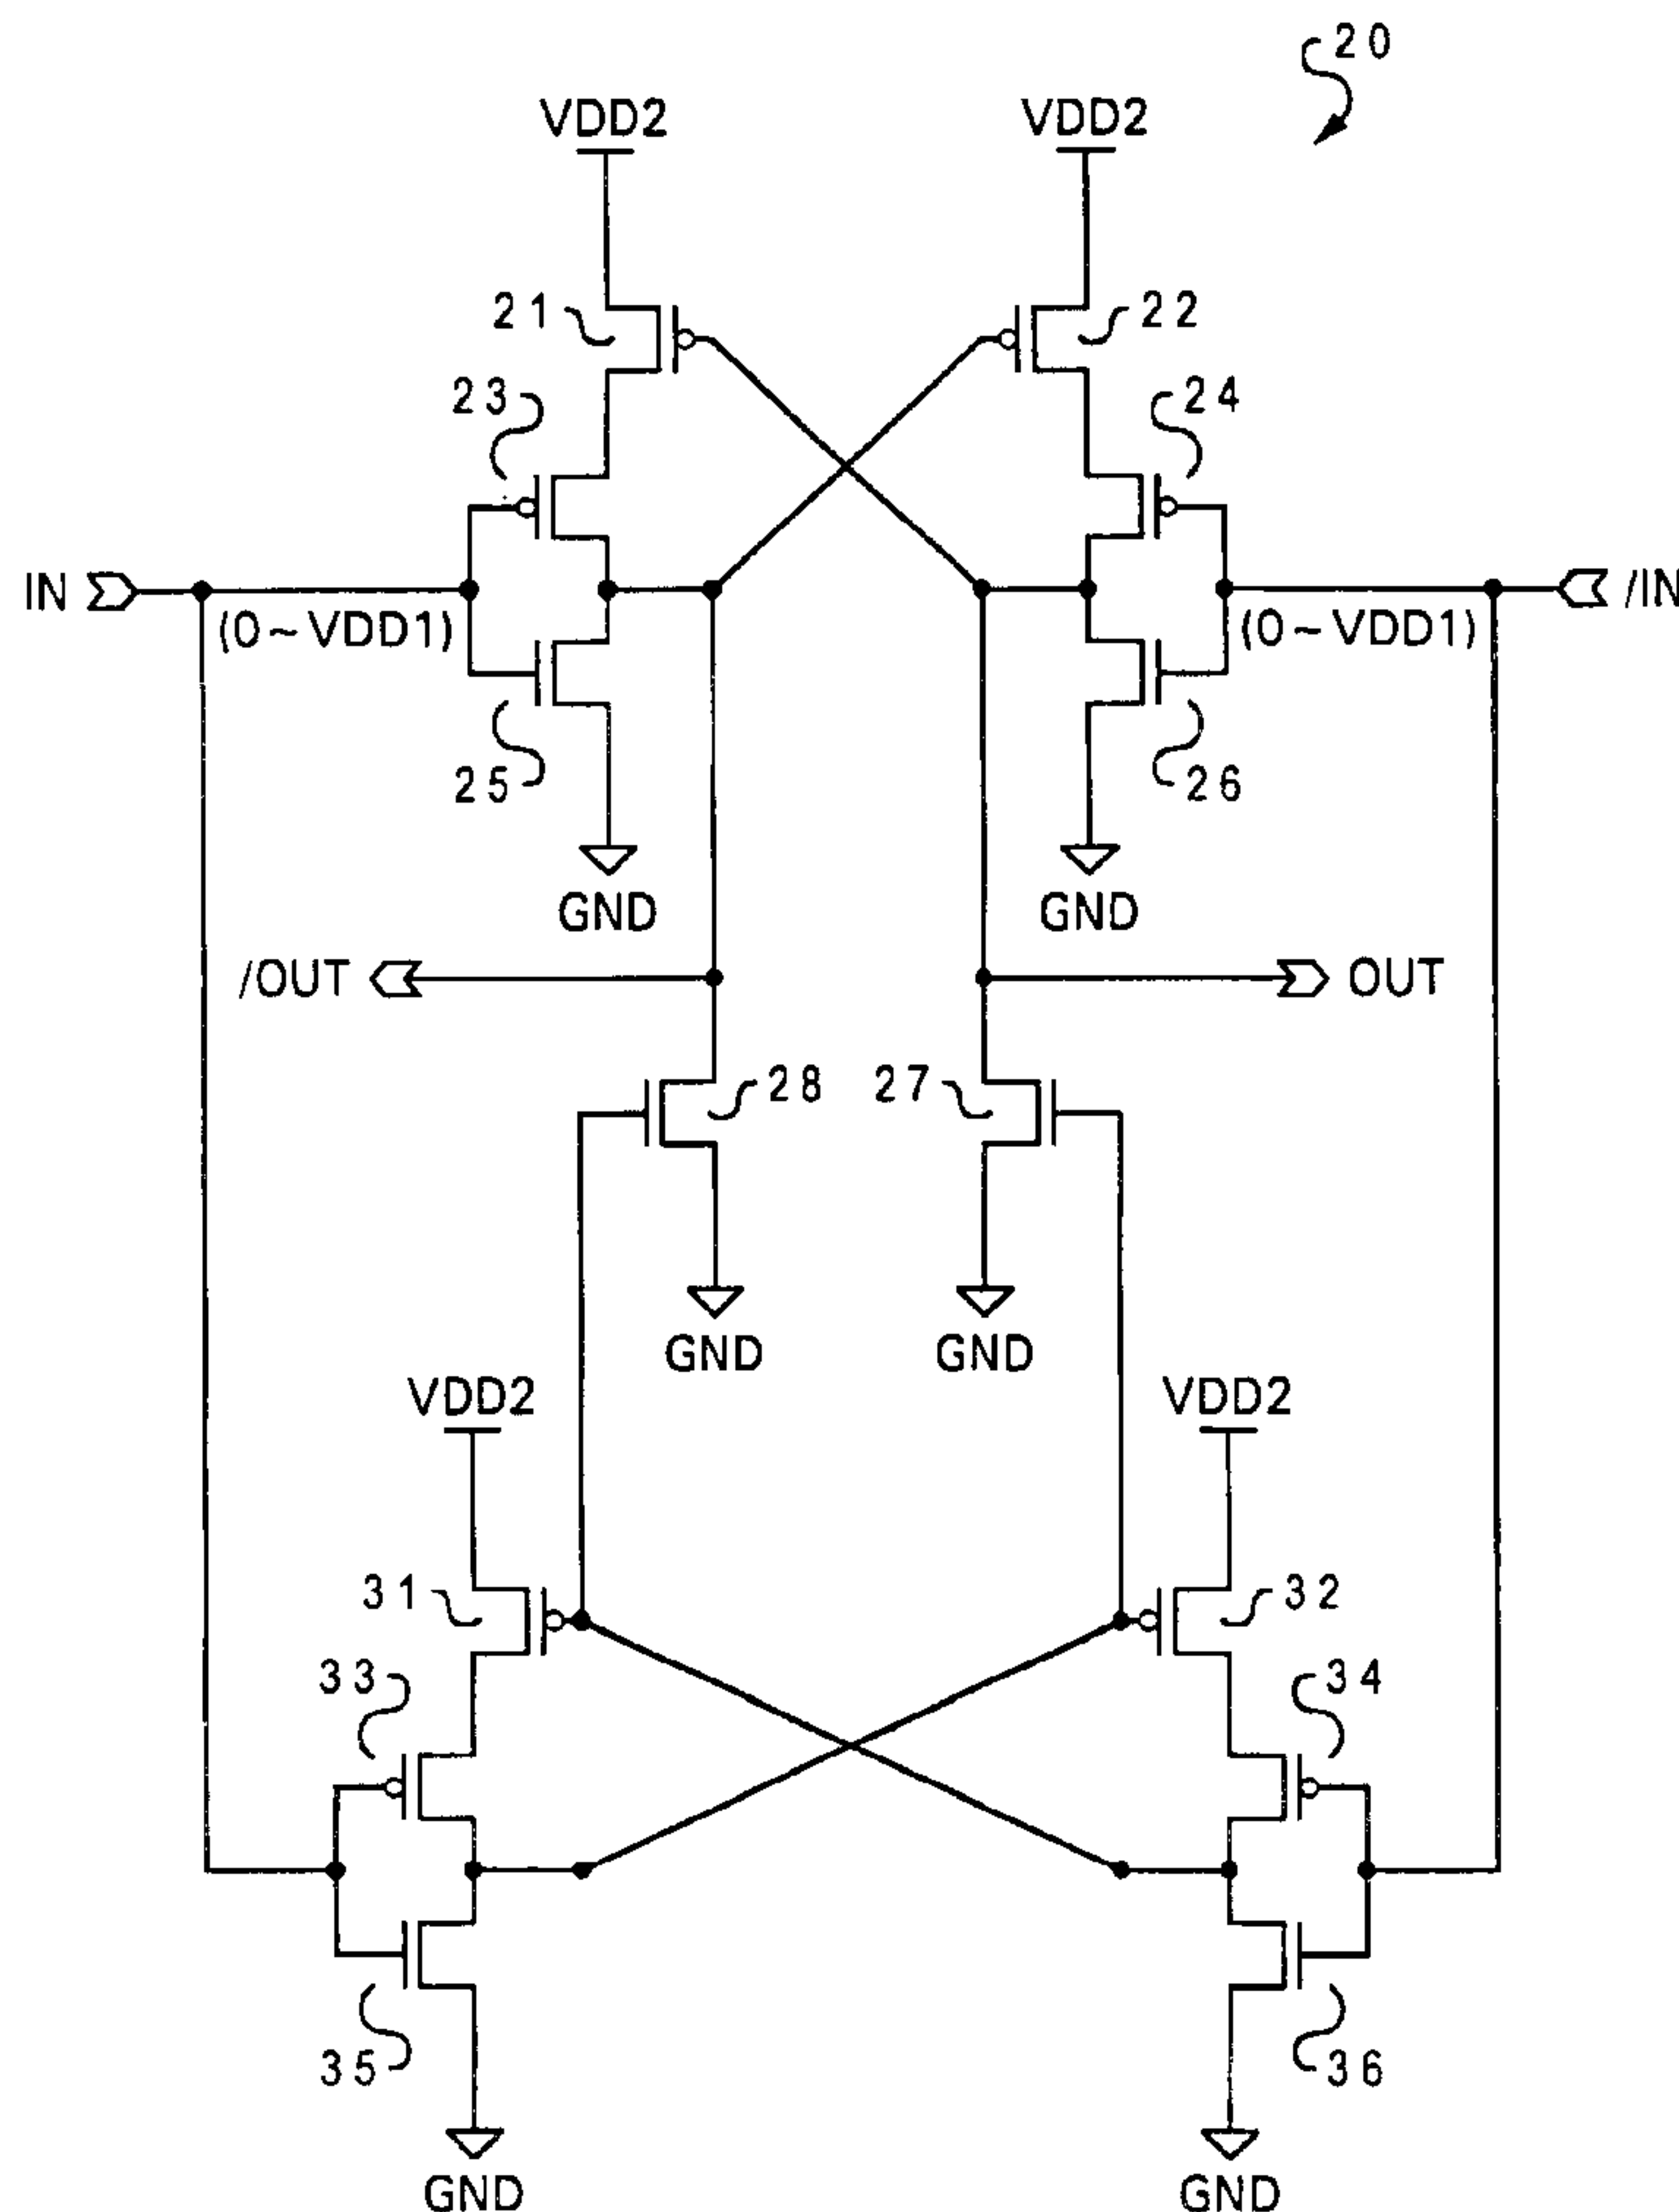 20
VDD2 VDD2
21 22
23 24
IN /IN
(0~VDD1) (0~VDD1)
25 26
GND GND
/OUT OUT
28 27
GND GND
VDD2 VDD2
31 32
33 34
35 36
GND GND